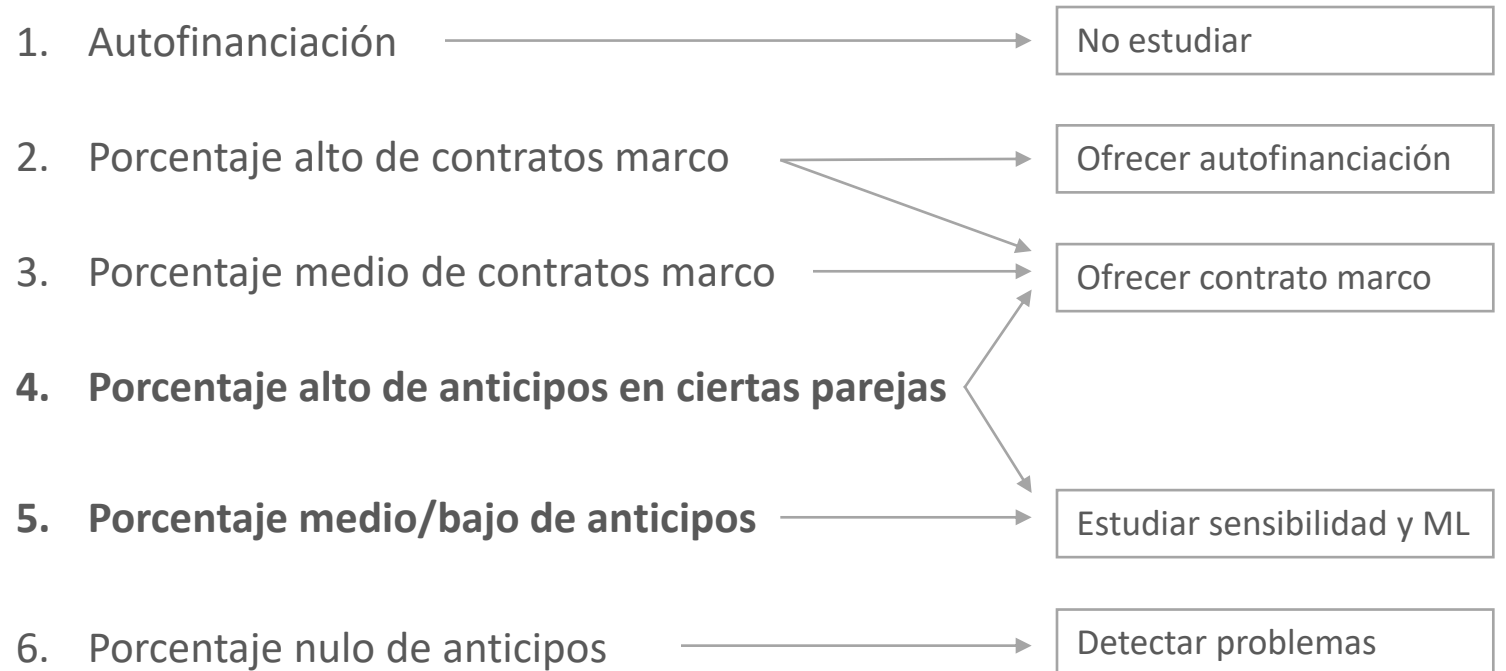 1. Autofinanciación
No estudiar
2. Porcentaje alto de contratos marco
Ofrecer autofinanciación
3. Porcentaje medio de contratos marco
Ofrecer contrato marco
4. Porcentaje alto de anticipos en ciertas parejas
5. Porcentaje medio/bajo de anticipos
Estudiar sensibilidad y ML
6. Porcentaje nulo de anticipos
Detectar problemas